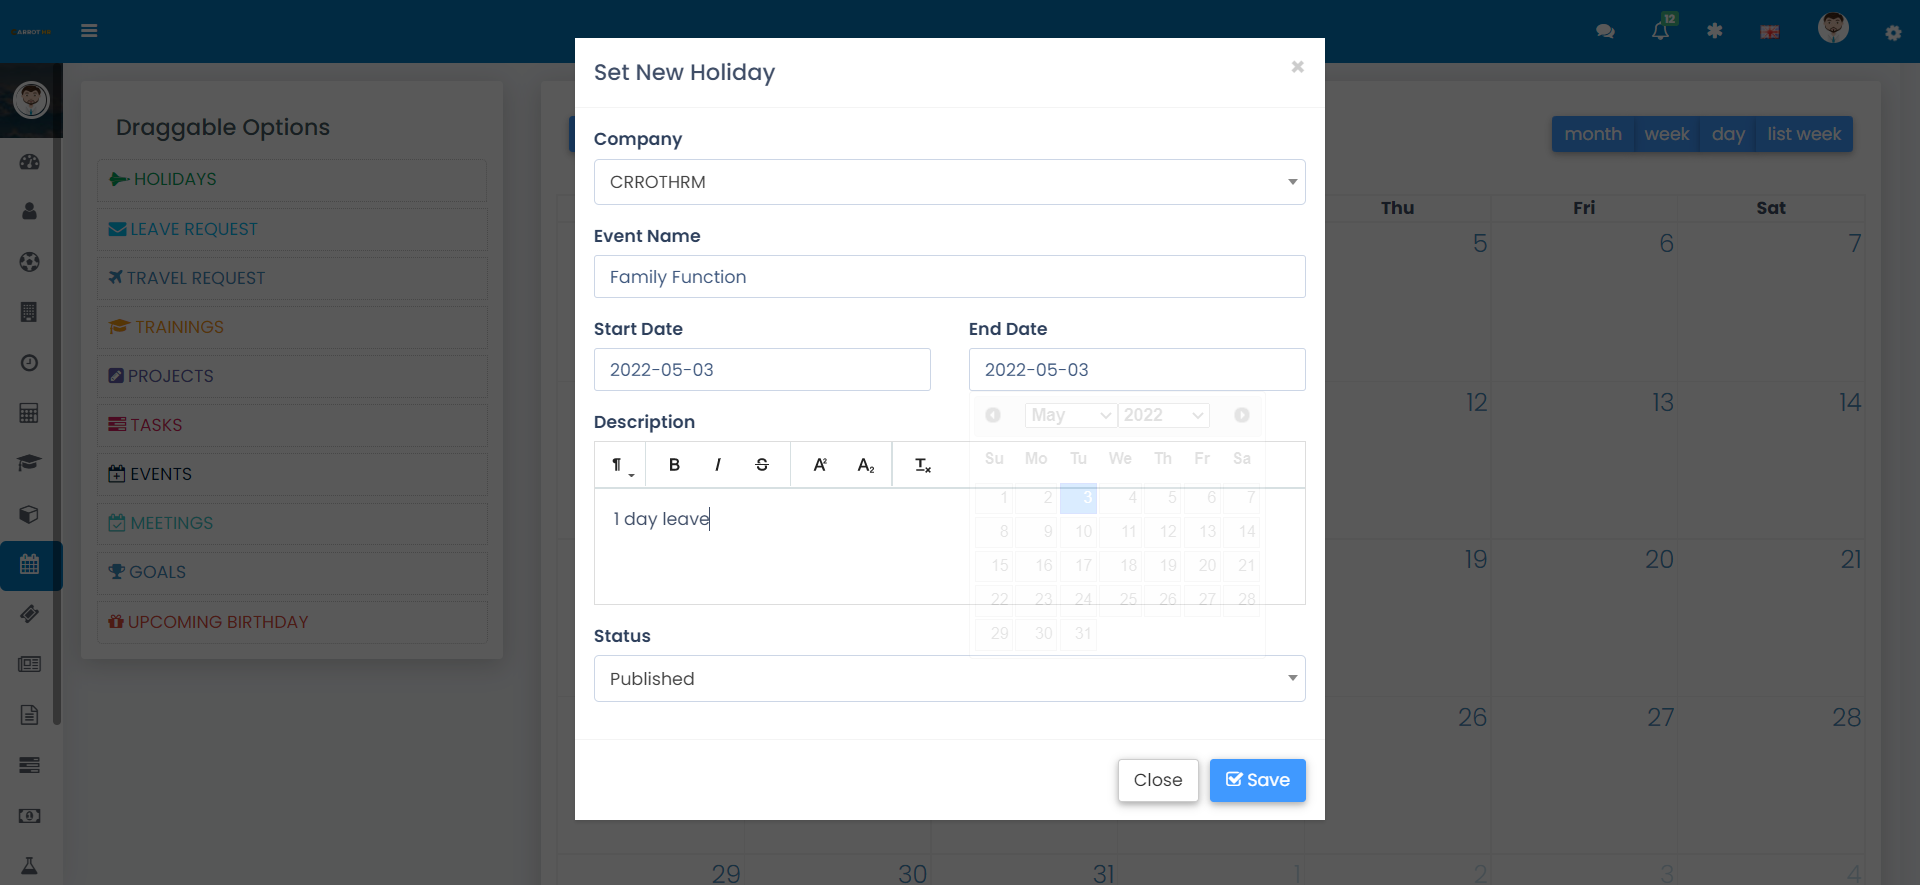 12
Set New Holiday
Draggable Options
HOLIDAYS
LEAVE REQUEST
TRAVEL REQUEST
TRAININGS
PROJECTS
TASKS
EVENTS
MEETINGS
GOALS
UPCOMING BIRTHDAY
Company
CRROTHRM
Event Name
Family Function
Start Date
2022-05-03
End Date
2022-05-03
May 2022
Su Mo Tu We Th Fr Sa
1 2 3 4 5 6 7
8 9 10 11 12 13 14
15 16 17 18 19 20 21
22 23 24 25 26 27 28
29 30 31
Description
¶ B I S A² A₂ Tx
1 day leave
Status
Published
Close Save
month week day list week
Thu Fri Sat
5 6 7
12 13 14
19 20 21
26 27 28
29 30 31 1 2 3 4